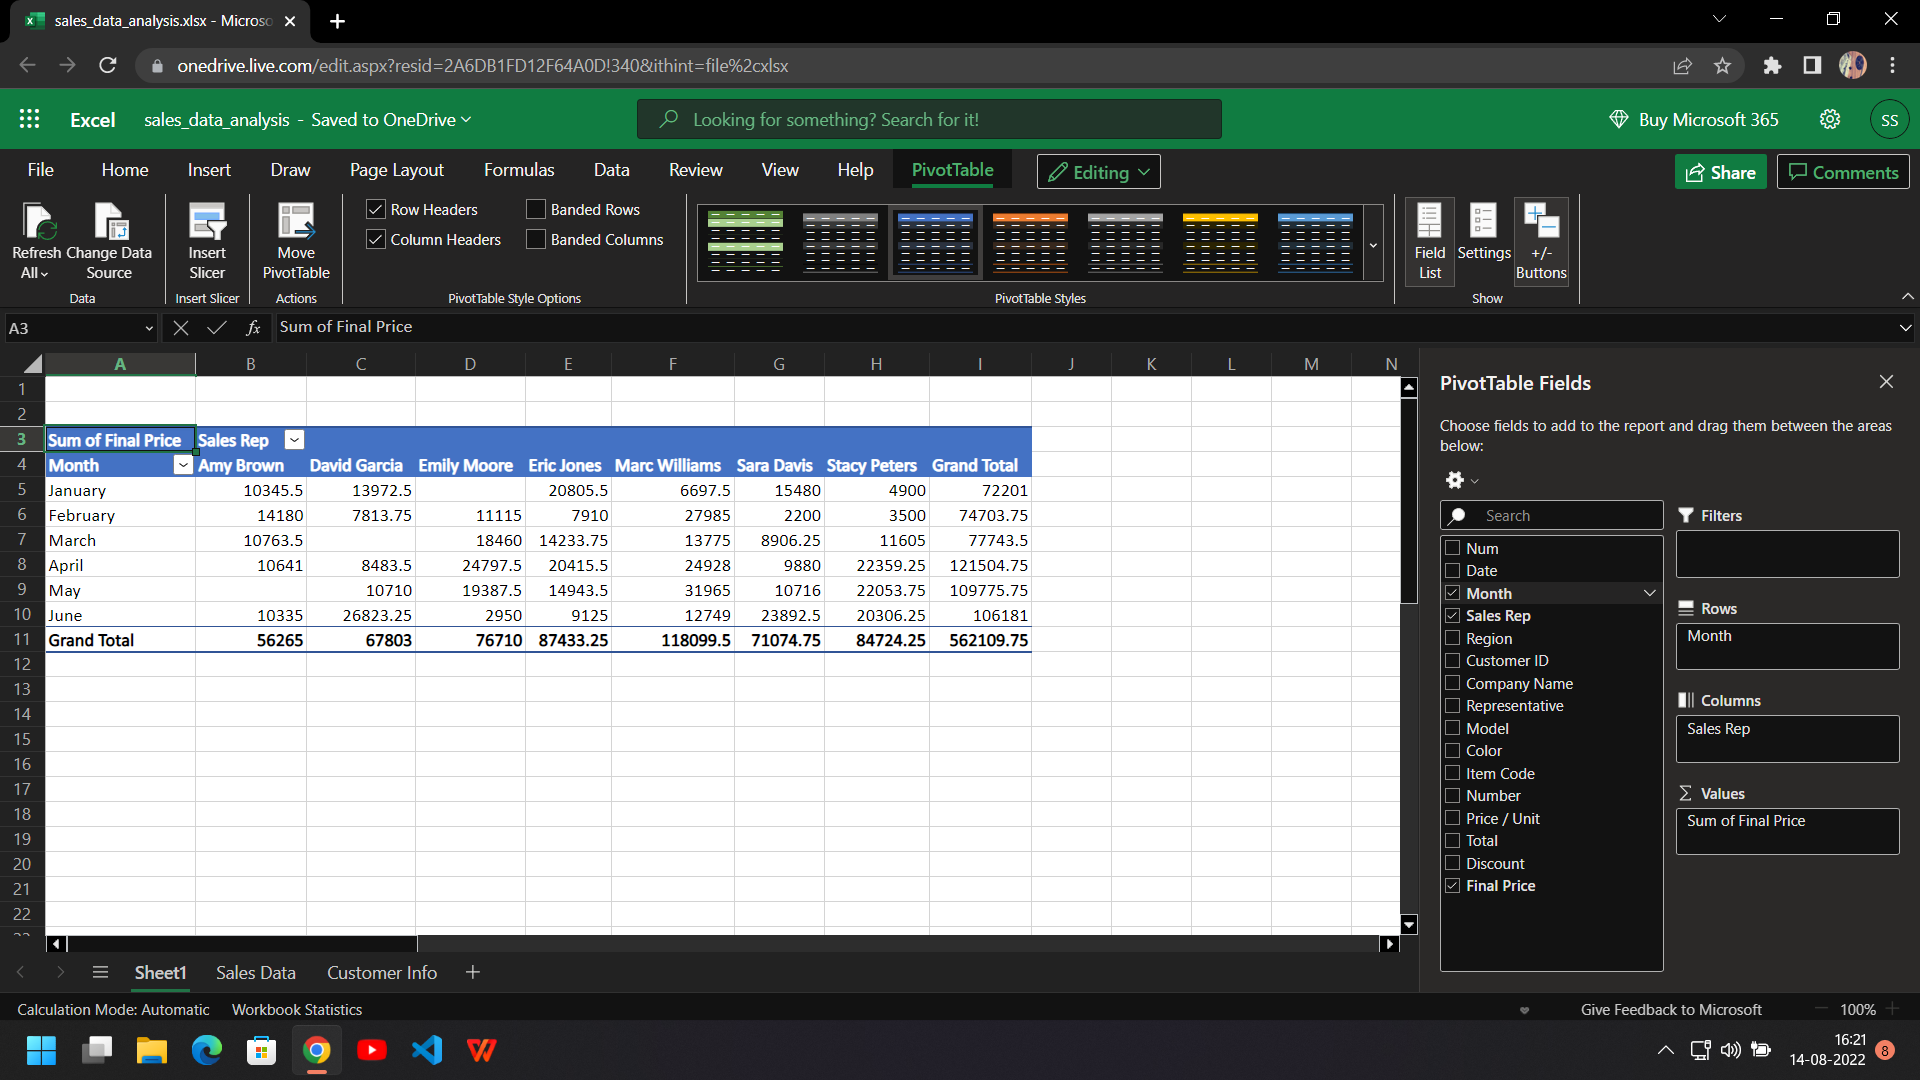 sales_data_analysis.xlsx - Microso
onedrive.live.com/edit.aspx?resid=2A6DB1FD12F64A0D!340&ithint=file%2cxlsx
Excel sales_data_analysis - Saved to OneDrive Looking for something? Search for it! Buy Microsoft 365 SS
File Home Insert Draw Page Layout Formulas Data Review View Help PivotTable Editing Share Comments
Refresh All Change Data Source Insert Slicer Move PivotTable
Row Headers Banded Rows
Column Headers Banded Columns
Field List Settings +/- Buttons
Data Insert Slicer Actions PivotTable Style Options PivotTable Styles Show
A3 fx Sum of Final Price
A B C D E F G H I J K L M N
1
2
3 Sum of Final Price Sales Rep
4 Month Amy Brown David Garcia Emily Moore Eric Jones Marc Williams Sara Davis Stacy Peters Grand Total
5 January 10345.5 13972.5 20805.5 6697.5 15480 4900 72201
6 February 14180 7813.75 11115 7910 27985 2200 3500 74703.75
7 March 10763.5 18460 14233.75 13775 8906.25 11605 77743.5
8 April 10641 8483.5 24797.5 20415.5 24928 9880 22359.25 121504.75
9 May 10710 19387.5 14943.5 31965 10716 22053.75 109775.75
10 June 10335 26823.25 2950 9125 12749 23892.5 20306.25 106181
11 Grand Total 56265 67803 76710 87433.25 118099.5 71074.75 84724.25 562109.75
12
13
14
15
16
17
18
19
20
21
22
PivotTable Fields
Choose fields to add to the report and drag them between the areas
below:
Search
Num
Date
Month
Sales Rep
Region
Customer ID
Company Name
Representative
Model
Color
Item Code
Number
Price / Unit
Total
Discount
Final Price
Filters
Rows
Month
Columns
Sales Rep
Σ Values
Sum of Final Price
Sheet1 Sales Data Customer Info
Calculation Mode: Automatic Workbook Statistics Give Feedback to Microsoft 100%
16:21
14-08-2022 8